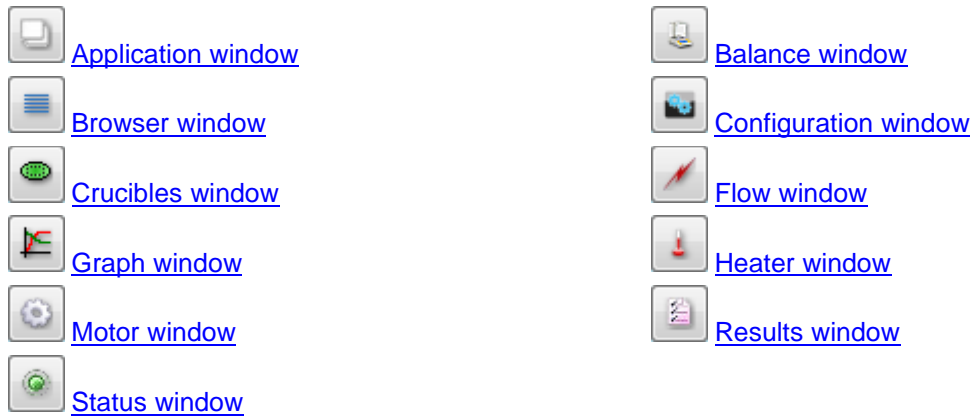 Application window
Balance window
Browser window
Configuration window
Crucibles window
Flow window
Graph window
Heater window
Motor window
Results window
Status window